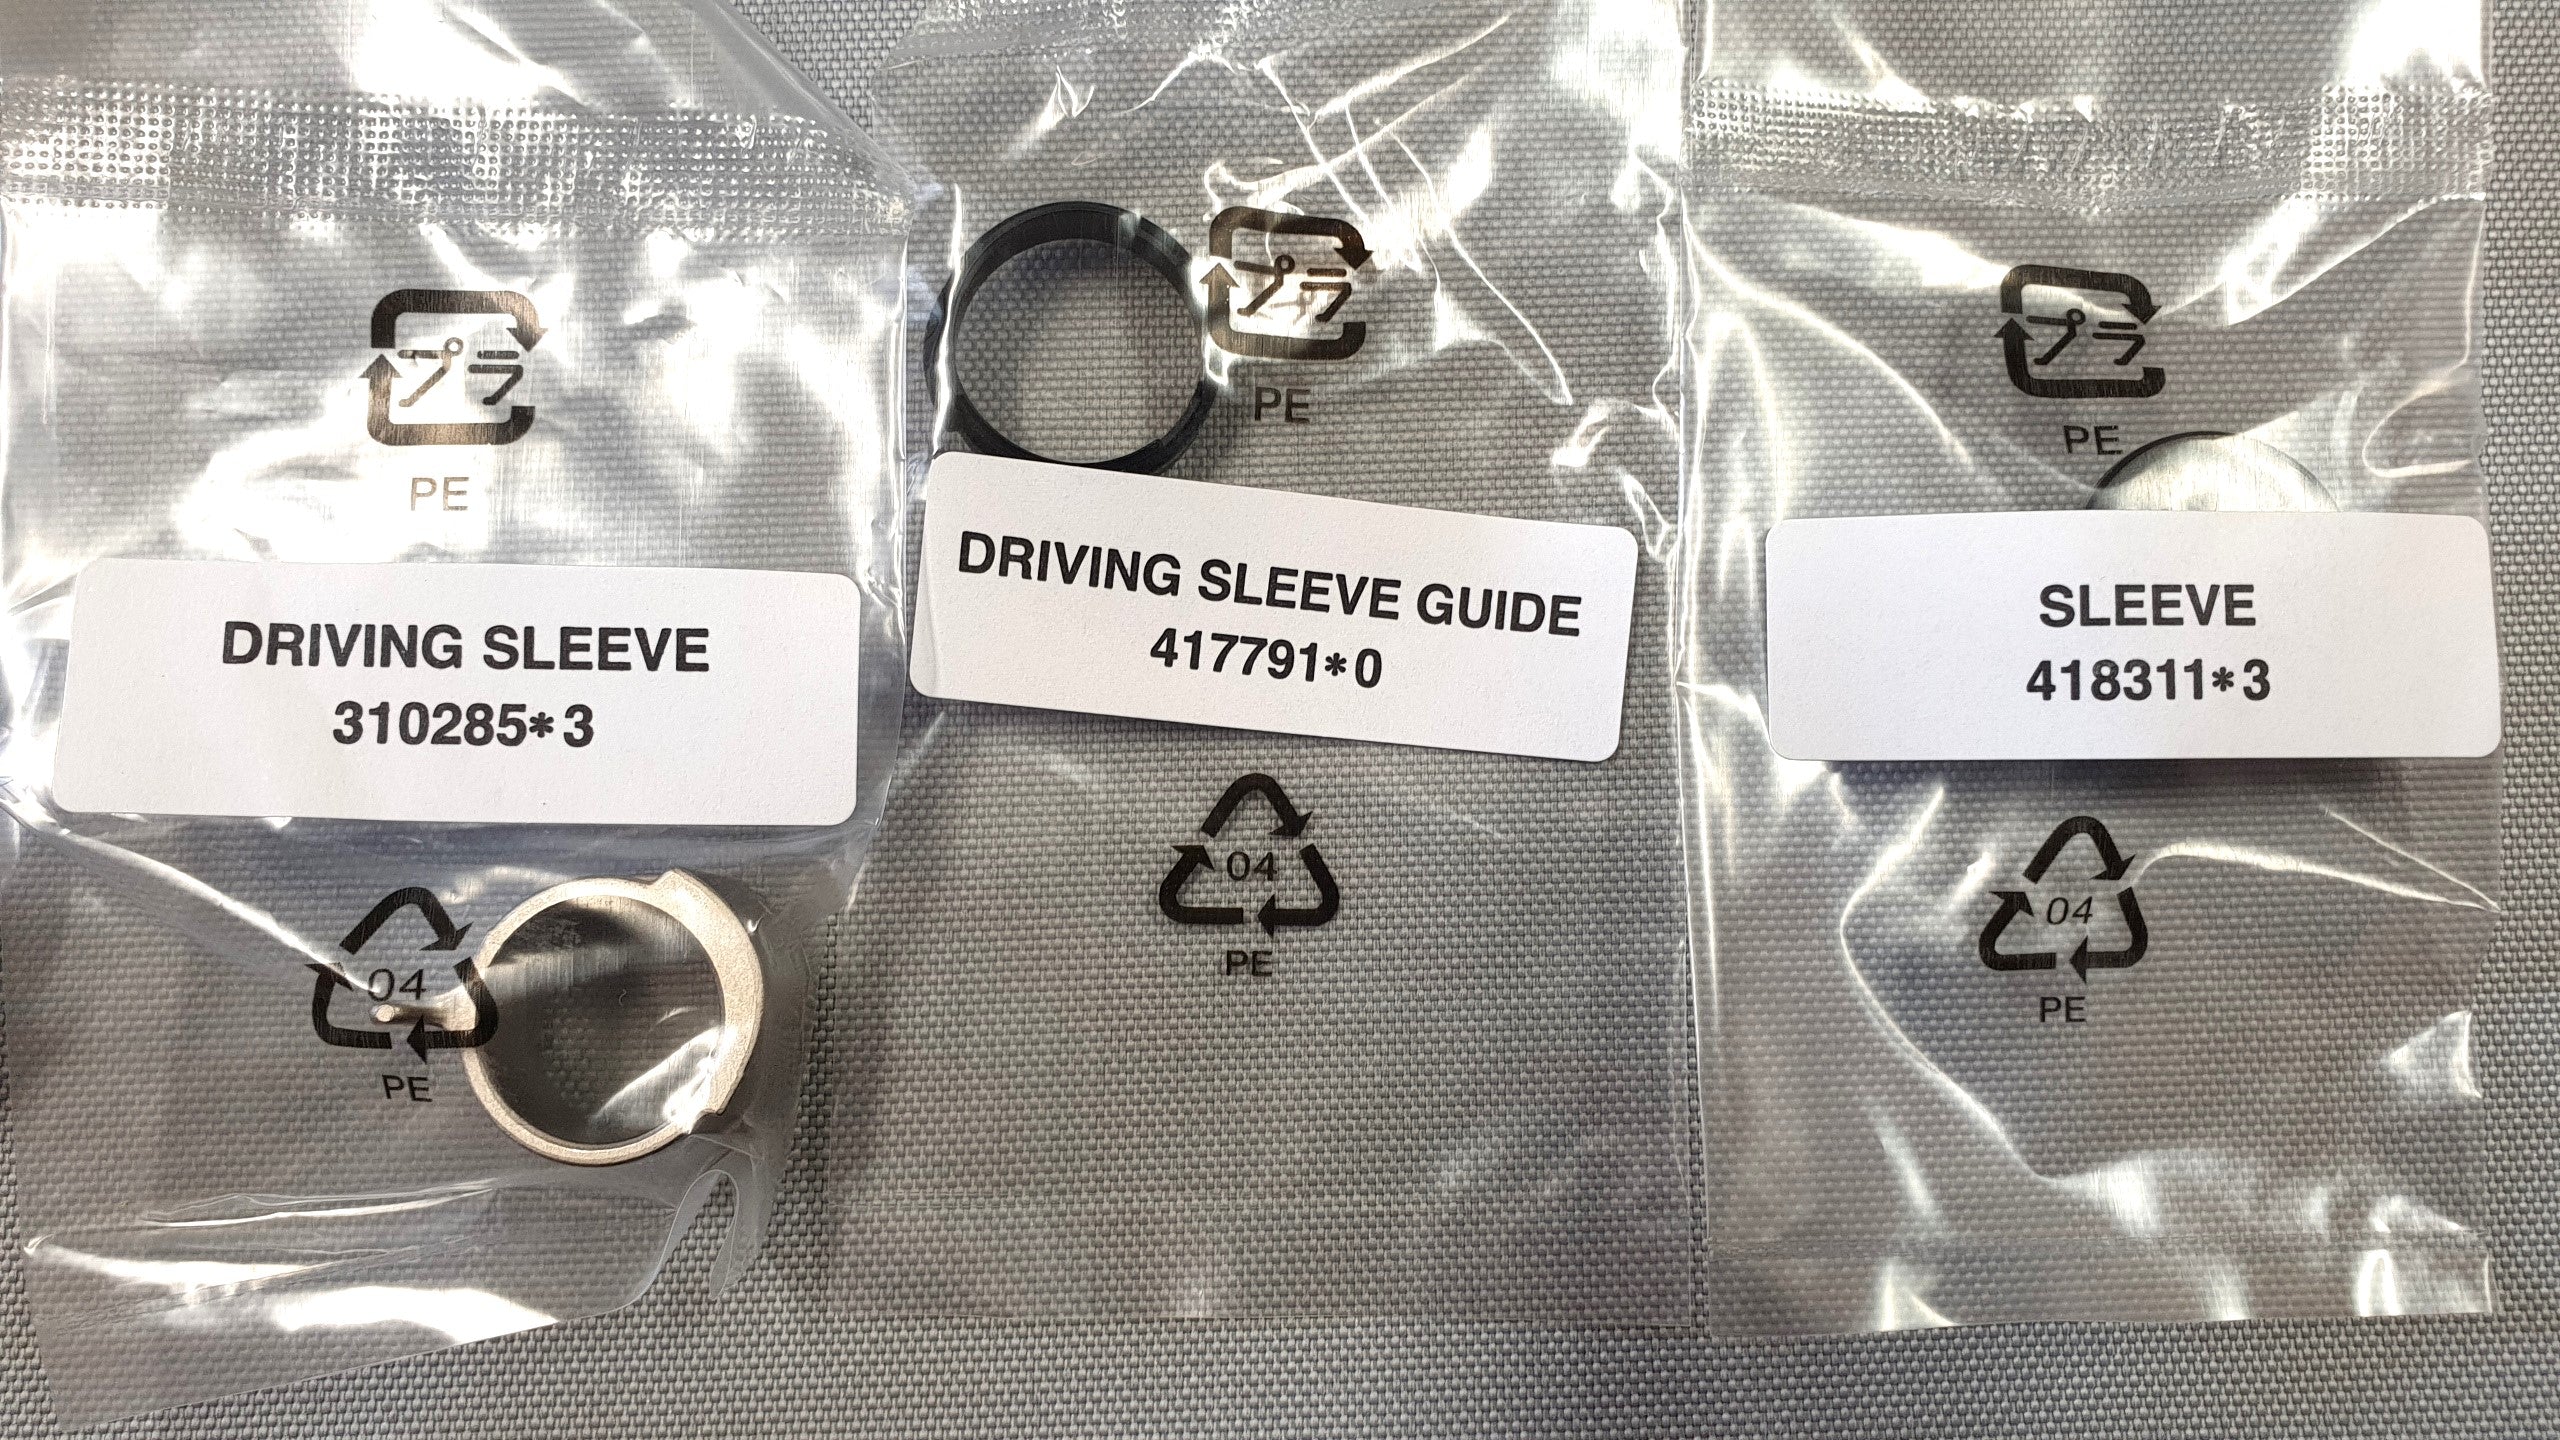 プラ
PE
DRIVING SLEEVE
310285*3
04
PE
プラ
PE
DRIVING SLEEVE GUIDE
417791*0
04
PE
プラ
PE
SLEEVE
418311*3
04
PE